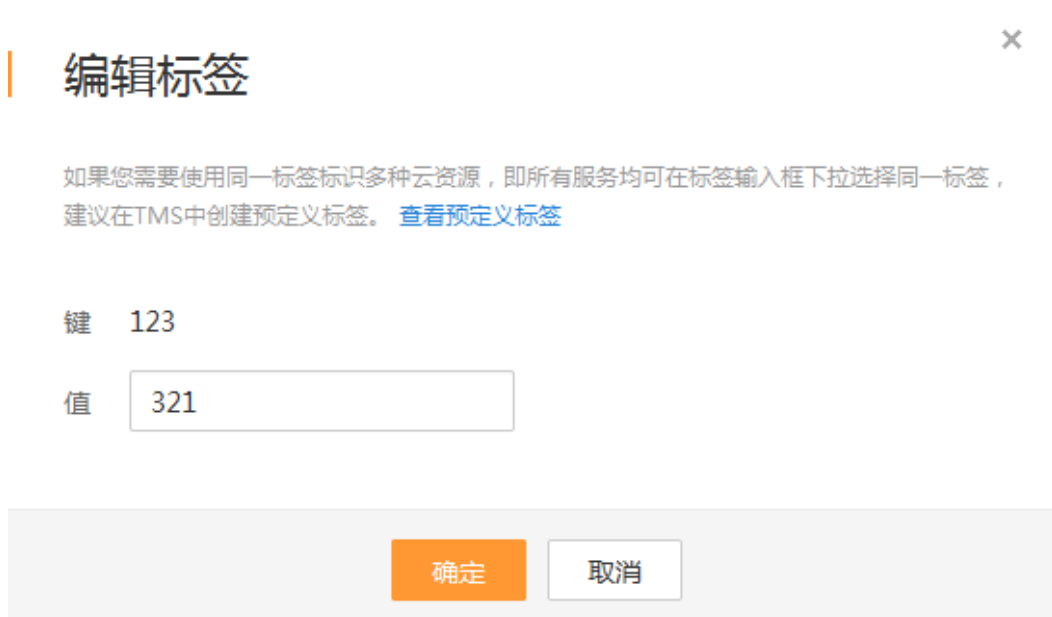 编辑标签
如果您需要使用同一标签标识多种云资源，即所有服务均可在标签输入框下拉选择同一标签，
建议在TMS中创建预定义标签。 查看预定义标签
键 123
值 321
确定 取消